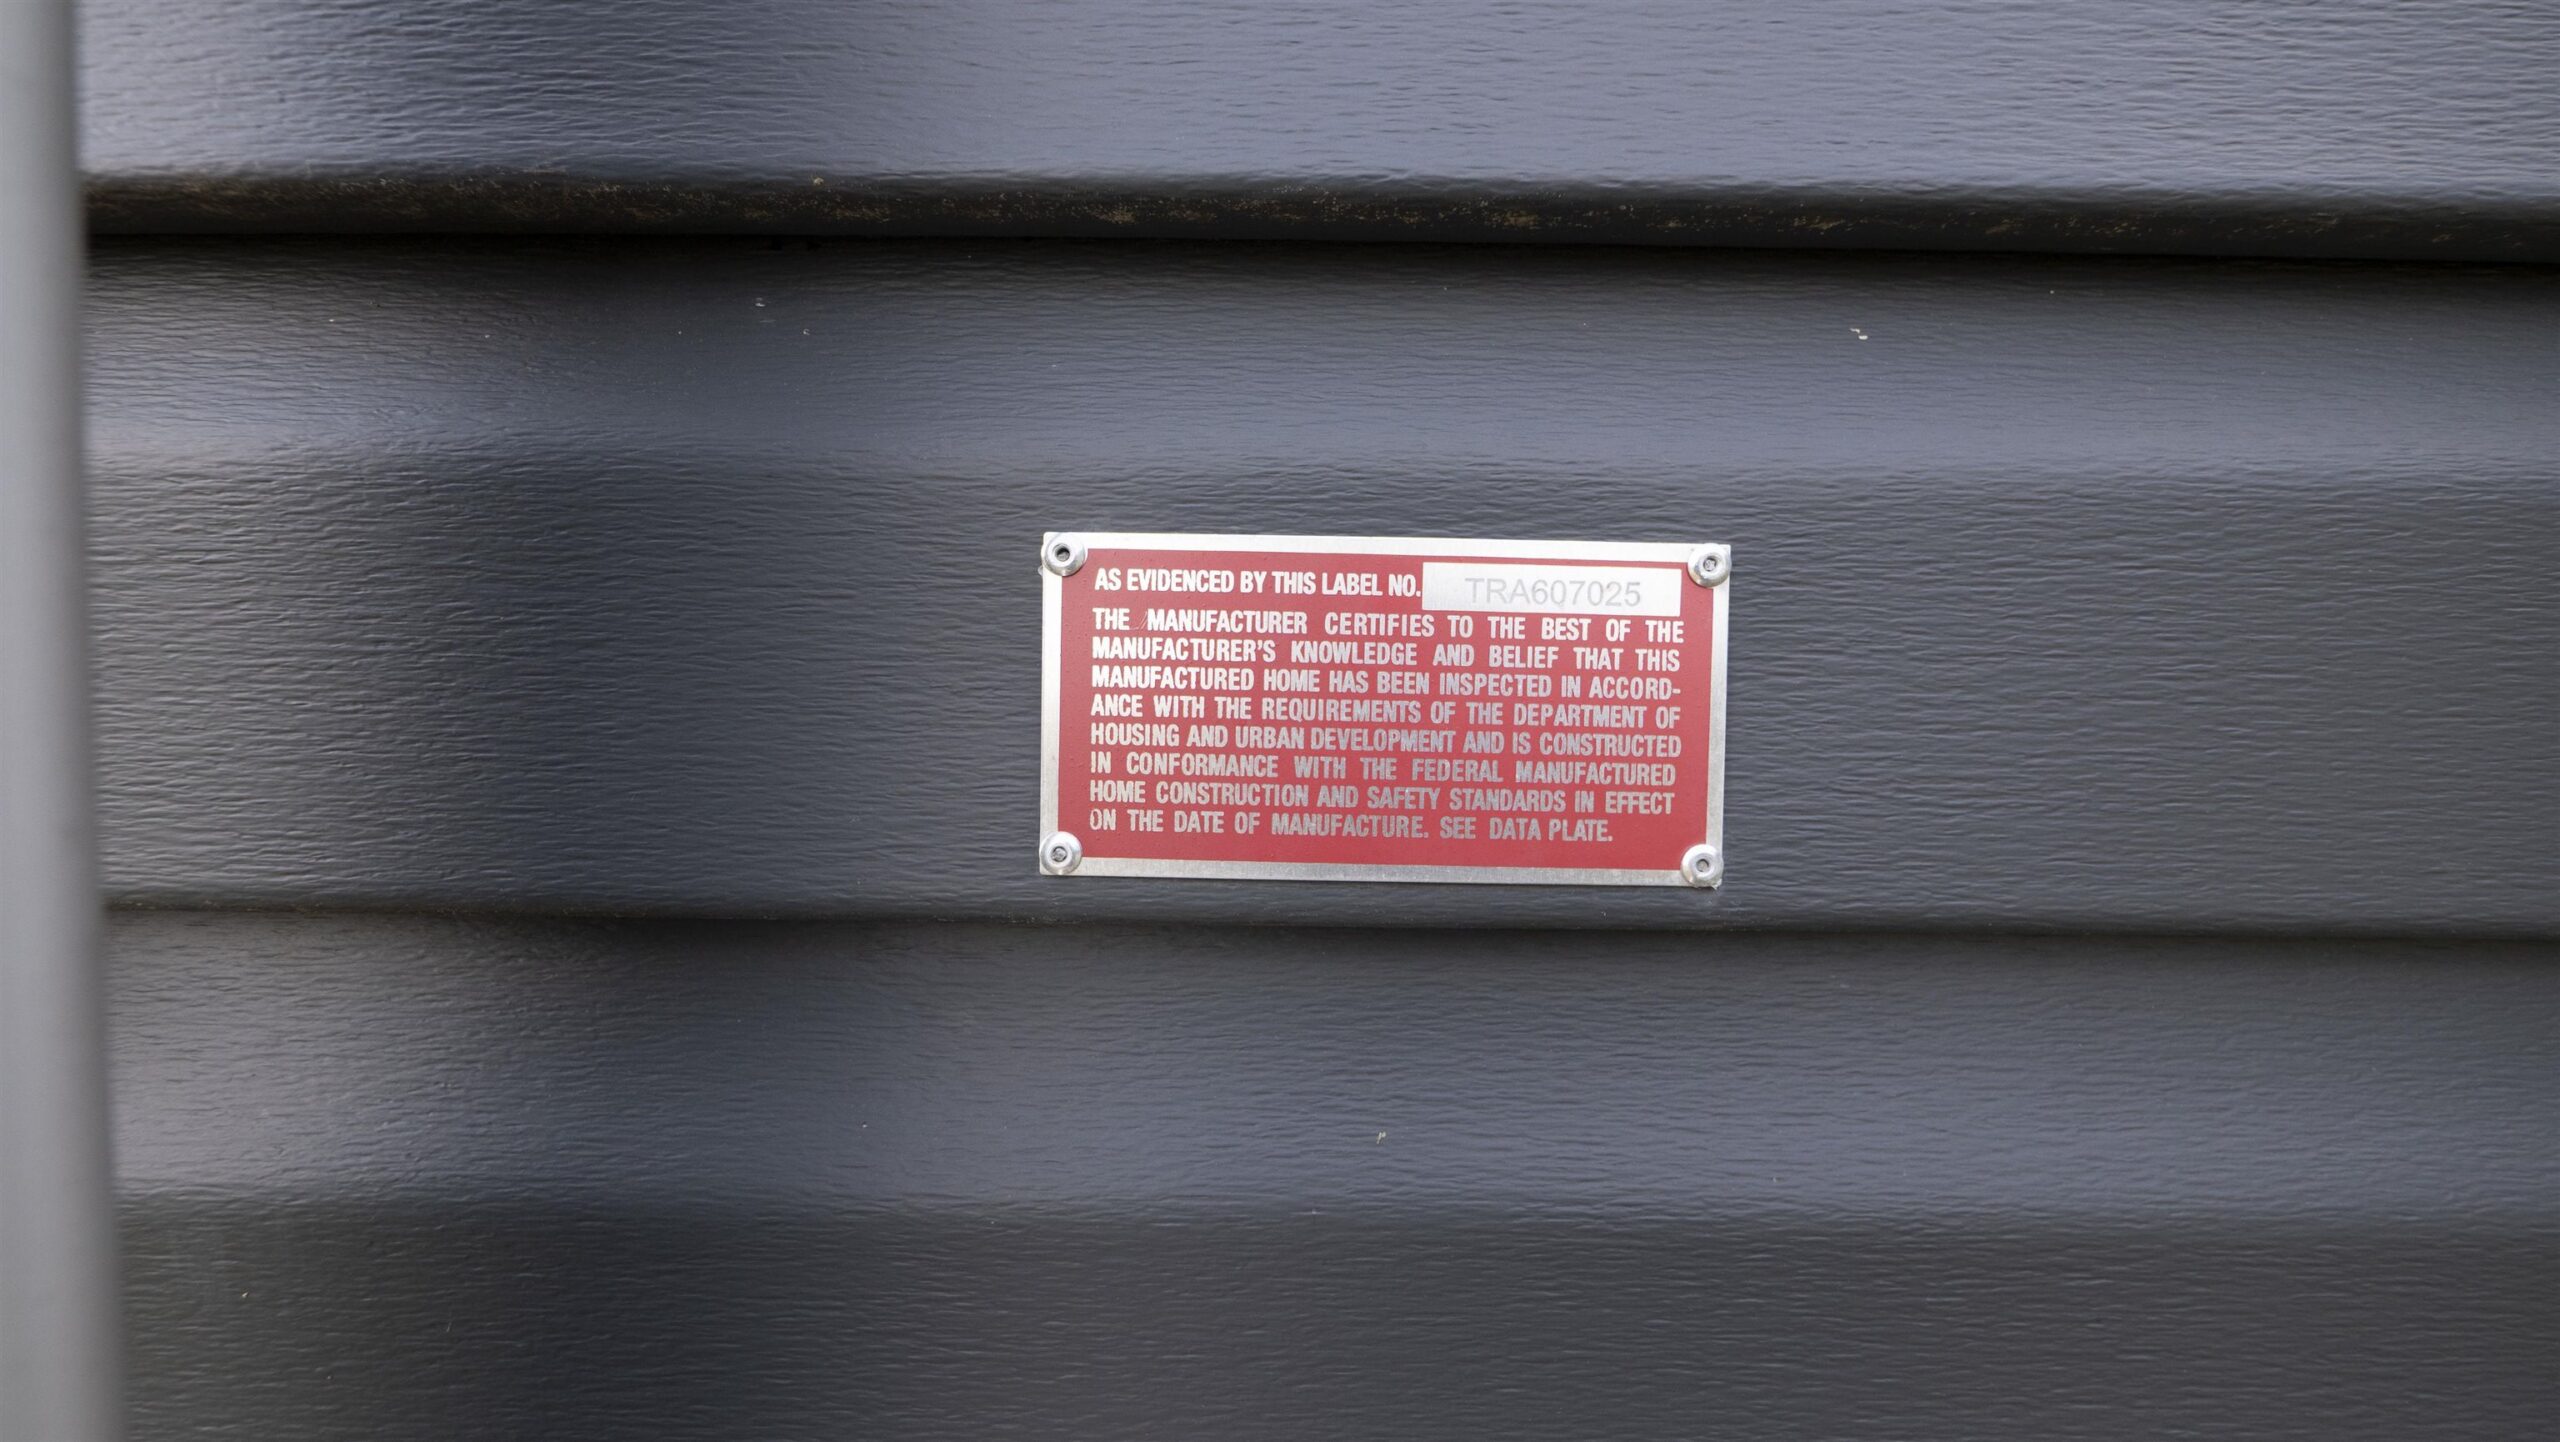 AS EVIDENCED BY THIS LABEL NO. TRA607025
THE MANUFACTURER CERTIFIES TO THE BEST OF THE
MANUFACTURER'S KNOWLEDGE AND BELIEF THAT THIS
MANUFACTURED HOME HAS BEEN INSPECTED IN ACCORD-
ANCE WITH THE REQUIREMENTS OF THE DEPARTMENT OF
HOUSING AND URBAN DEVELOPMENT AND IS CONSTRUCTED
IN CONFORMANCE WITH THE FEDERAL MANUFACTURED
HOME CONSTRUCTION AND SAFETY STANDARDS IN EFFECT
ON THE DATE OF MANUFACTURE. SEE DATA PLATE.